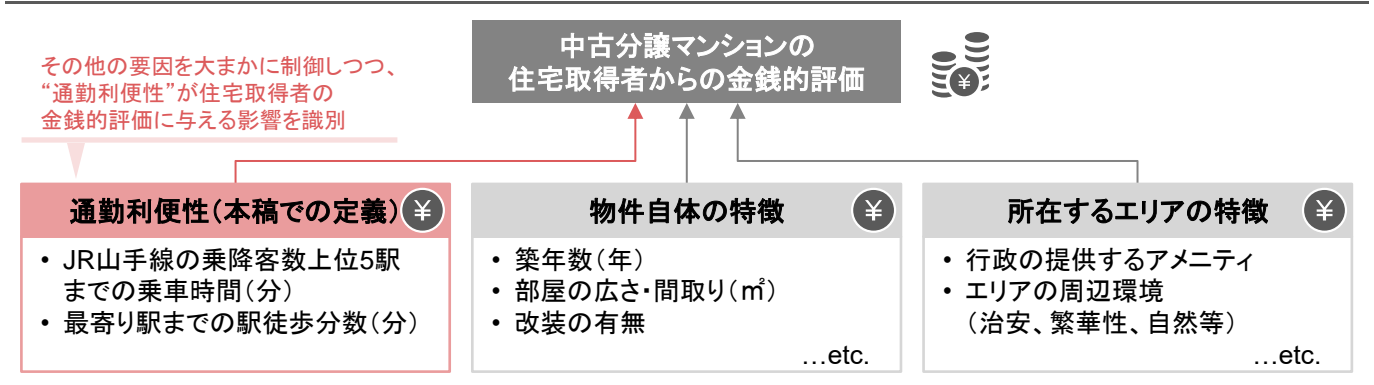 中古分譲マンションの
住宅取得者からの金銭的評価
¥
その他の要因を大まかに制御しつつ、
“通勤利便性”が住宅取得者の
金銭的評価に与える影響を識別
通勤利便性（本稿での定義）
¥
• JR山手線の乗降客数上位5駅
までの乗車時間（分）
• 最寄り駅までの駅徒歩分数（分）
物件自体の特徴
¥
• 築年数（年）
• 部屋の広さ・間取り（㎡）
• 改装の有無
…etc.
所在するエリアの特徴
¥
• 行政の提供するアメニティ
• エリアの周辺環境
（治安、繁華性、自然等）
…etc.